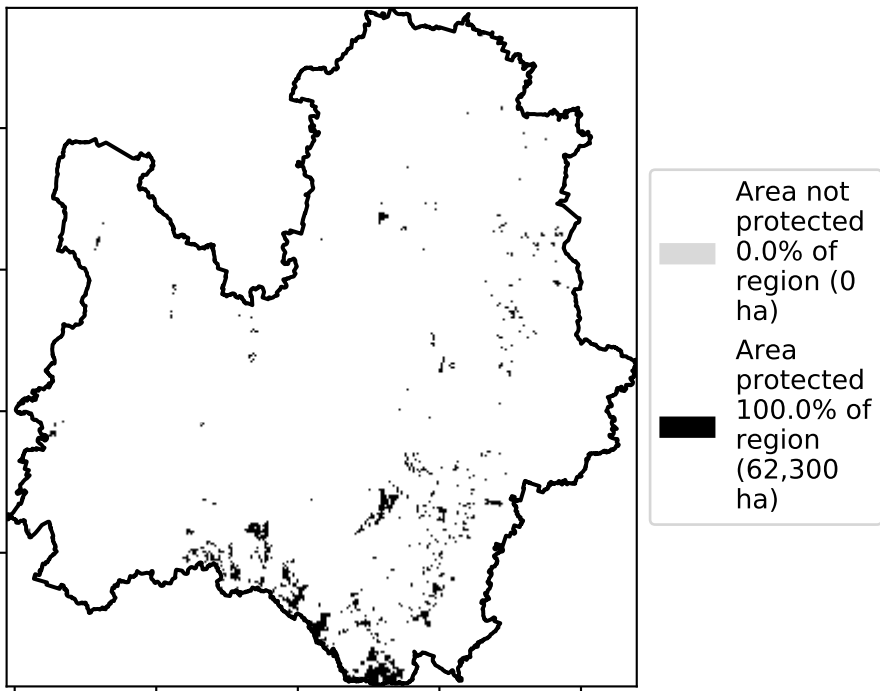 Area not
protected
0.0% of
region (0
ha)
Area
protected
100.0% of
region
(62,300
ha)